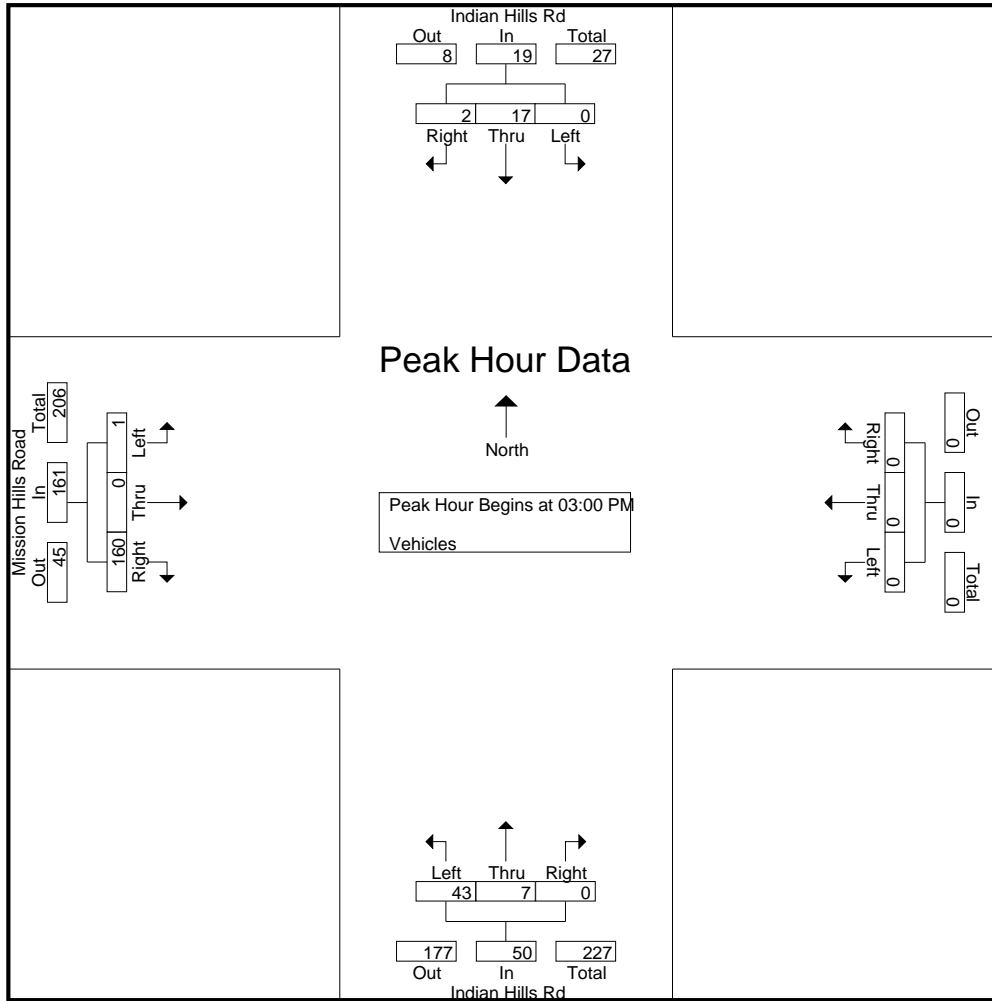 Indian Hills Rd
Out In Total
8 19 27
2 17 0
Right Thru Left
Peak Hour Data
North
Peak Hour Begins at 03:00 PM
Vehicles
Mission Hills Road
Out In Total
45 161 206
160 0 1
Right Thru Left
Out In Total
0 0 0
0 0 0
Right Thru Left
Left Thru Right
43 7 0
177 50 227
Out In Total
Indian Hills Rd